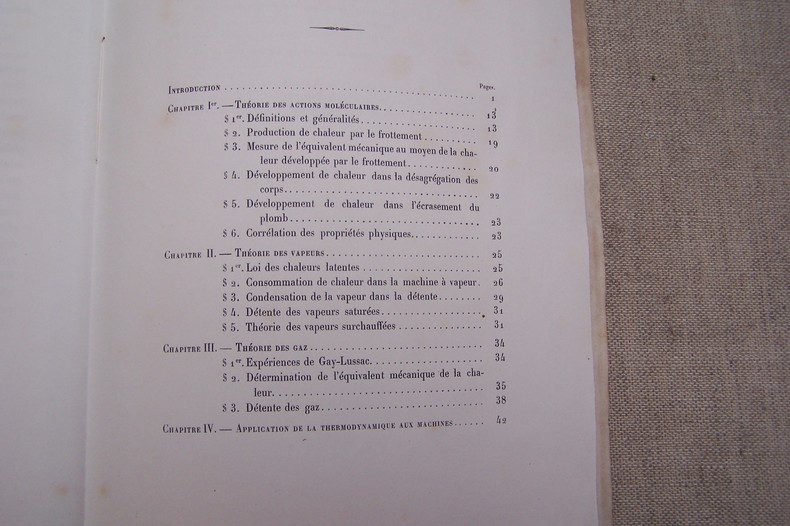 Pages.
Introduction . . . . . . . . . . 1
Chapitre Ier. — Théorie des actions moléculaires. . . . . . . . . . 13
§ 1er. Définitions et généralités . . . . . . . . . . 13
§ 2. Production de chaleur par le frottement . . . . . . . . . . 19
§ 3. Mesure de l'équivalent mécanique au moyen de la cha-
leur développée par le frottement . . . . . . . . . . 20
§ 4. Développement de chaleur dans la désagrégation des
corps. . . . . . . . . . 22
§ 5. Développement de chaleur dans l'écrasement du
plomb . . . . . . . . . . 23
§ 6. Corrélation des propriétés physiques. . . . . . . . . . 23
Chapitre II. — Théorie des vapeurs . . . . . . . . . . 25
§ 1er. Loi des chaleurs latentes . . . . . . . . . . 25
§ 2. Consommation de chaleur dans la machine à vapeur . 26
§ 3. Condensation de la vapeur dans la détente . . . . . . . . 29
§ 4. Détente des vapeurs saturées . . . . . . . . . . 31
§ 5. Théorie des vapeurs surchauffées . . . . . . . . . . 31
Chapitre III. — Théorie des gaz . . . . . . . . . . 34
§ 1er. Expériences de Gay-Lussac. . . . . . . . . . 34
§ 2. Détermination de l'équivalent mécanique de la cha-
leur. . . . . . . . . . 35
§ 3. Détente des gaz . . . . . . . . . . 38
Chapitre IV. — Application de la thermodynamique aux machines . . . . . . 42